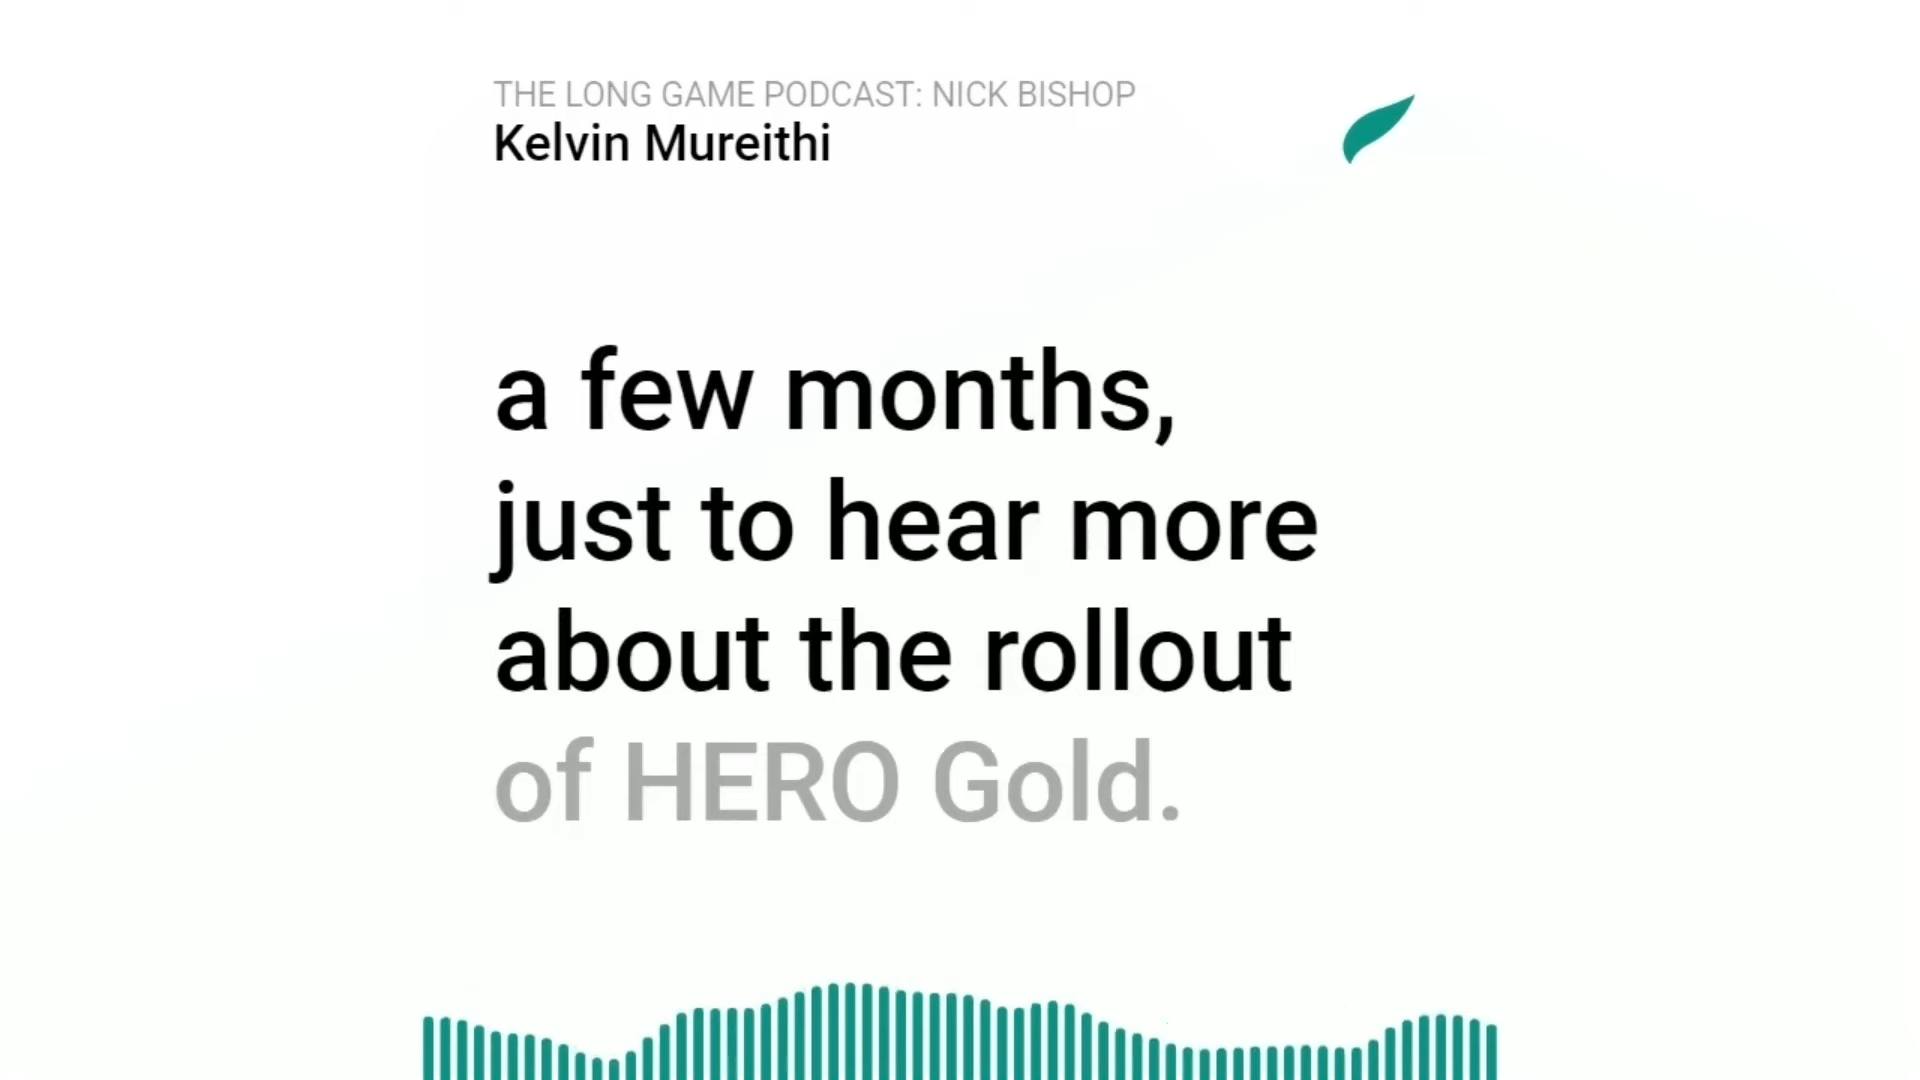 THE LONG GAME PODCAST: NICK BISHOP
Kelvin Mureithi
a few months,
just to hear more
about the rollout
of HERO Gold.